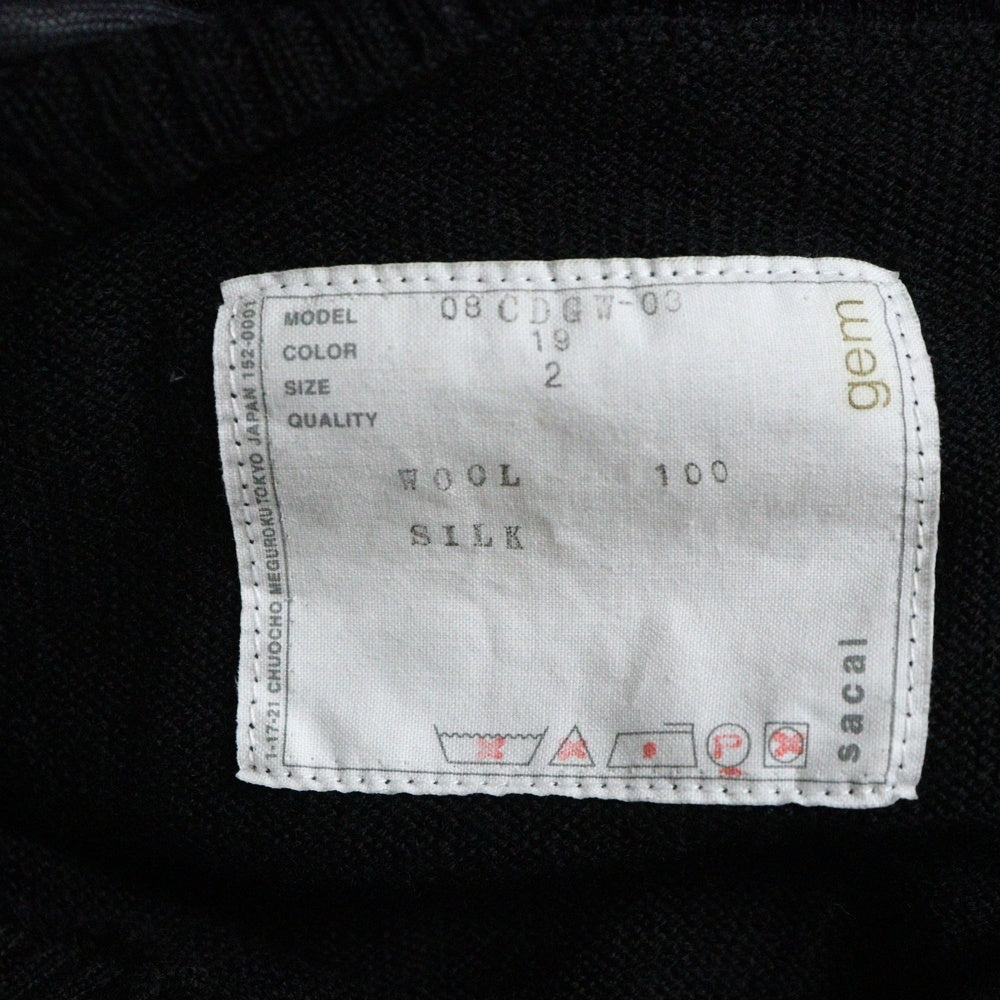 MODEL 08CDGW-03
COLOR 19
SIZE 2
QUALITY
WOOL 100
SILK
gem
sacai
1-17-21 CHUOCHO MEGUROKU TOKYO JAPAN 152-0001
P